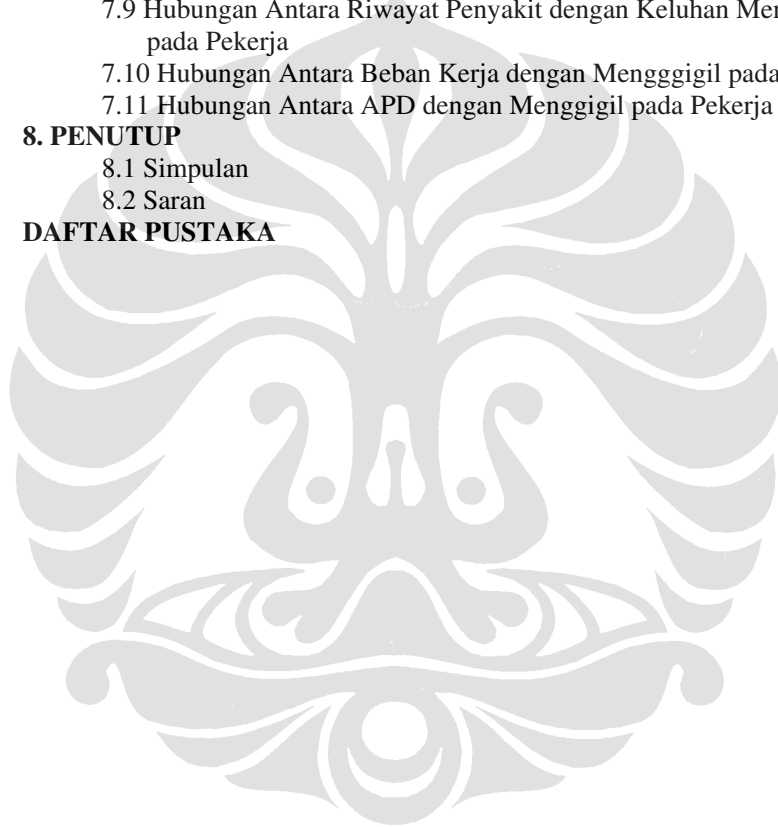 7.9 Hubungan Antara Riwayat Penyakit dengan Keluhan
pada Pekerja
7.10 Hubungan Antara Beban Kerja dengan Mengggigil pada
7.11 Hubungan Antara APD dengan Menggigil pada Pekerja
8. PENUTUP
8.1 Simpulan
8.2 Saran
DAFTAR PUSTAKA